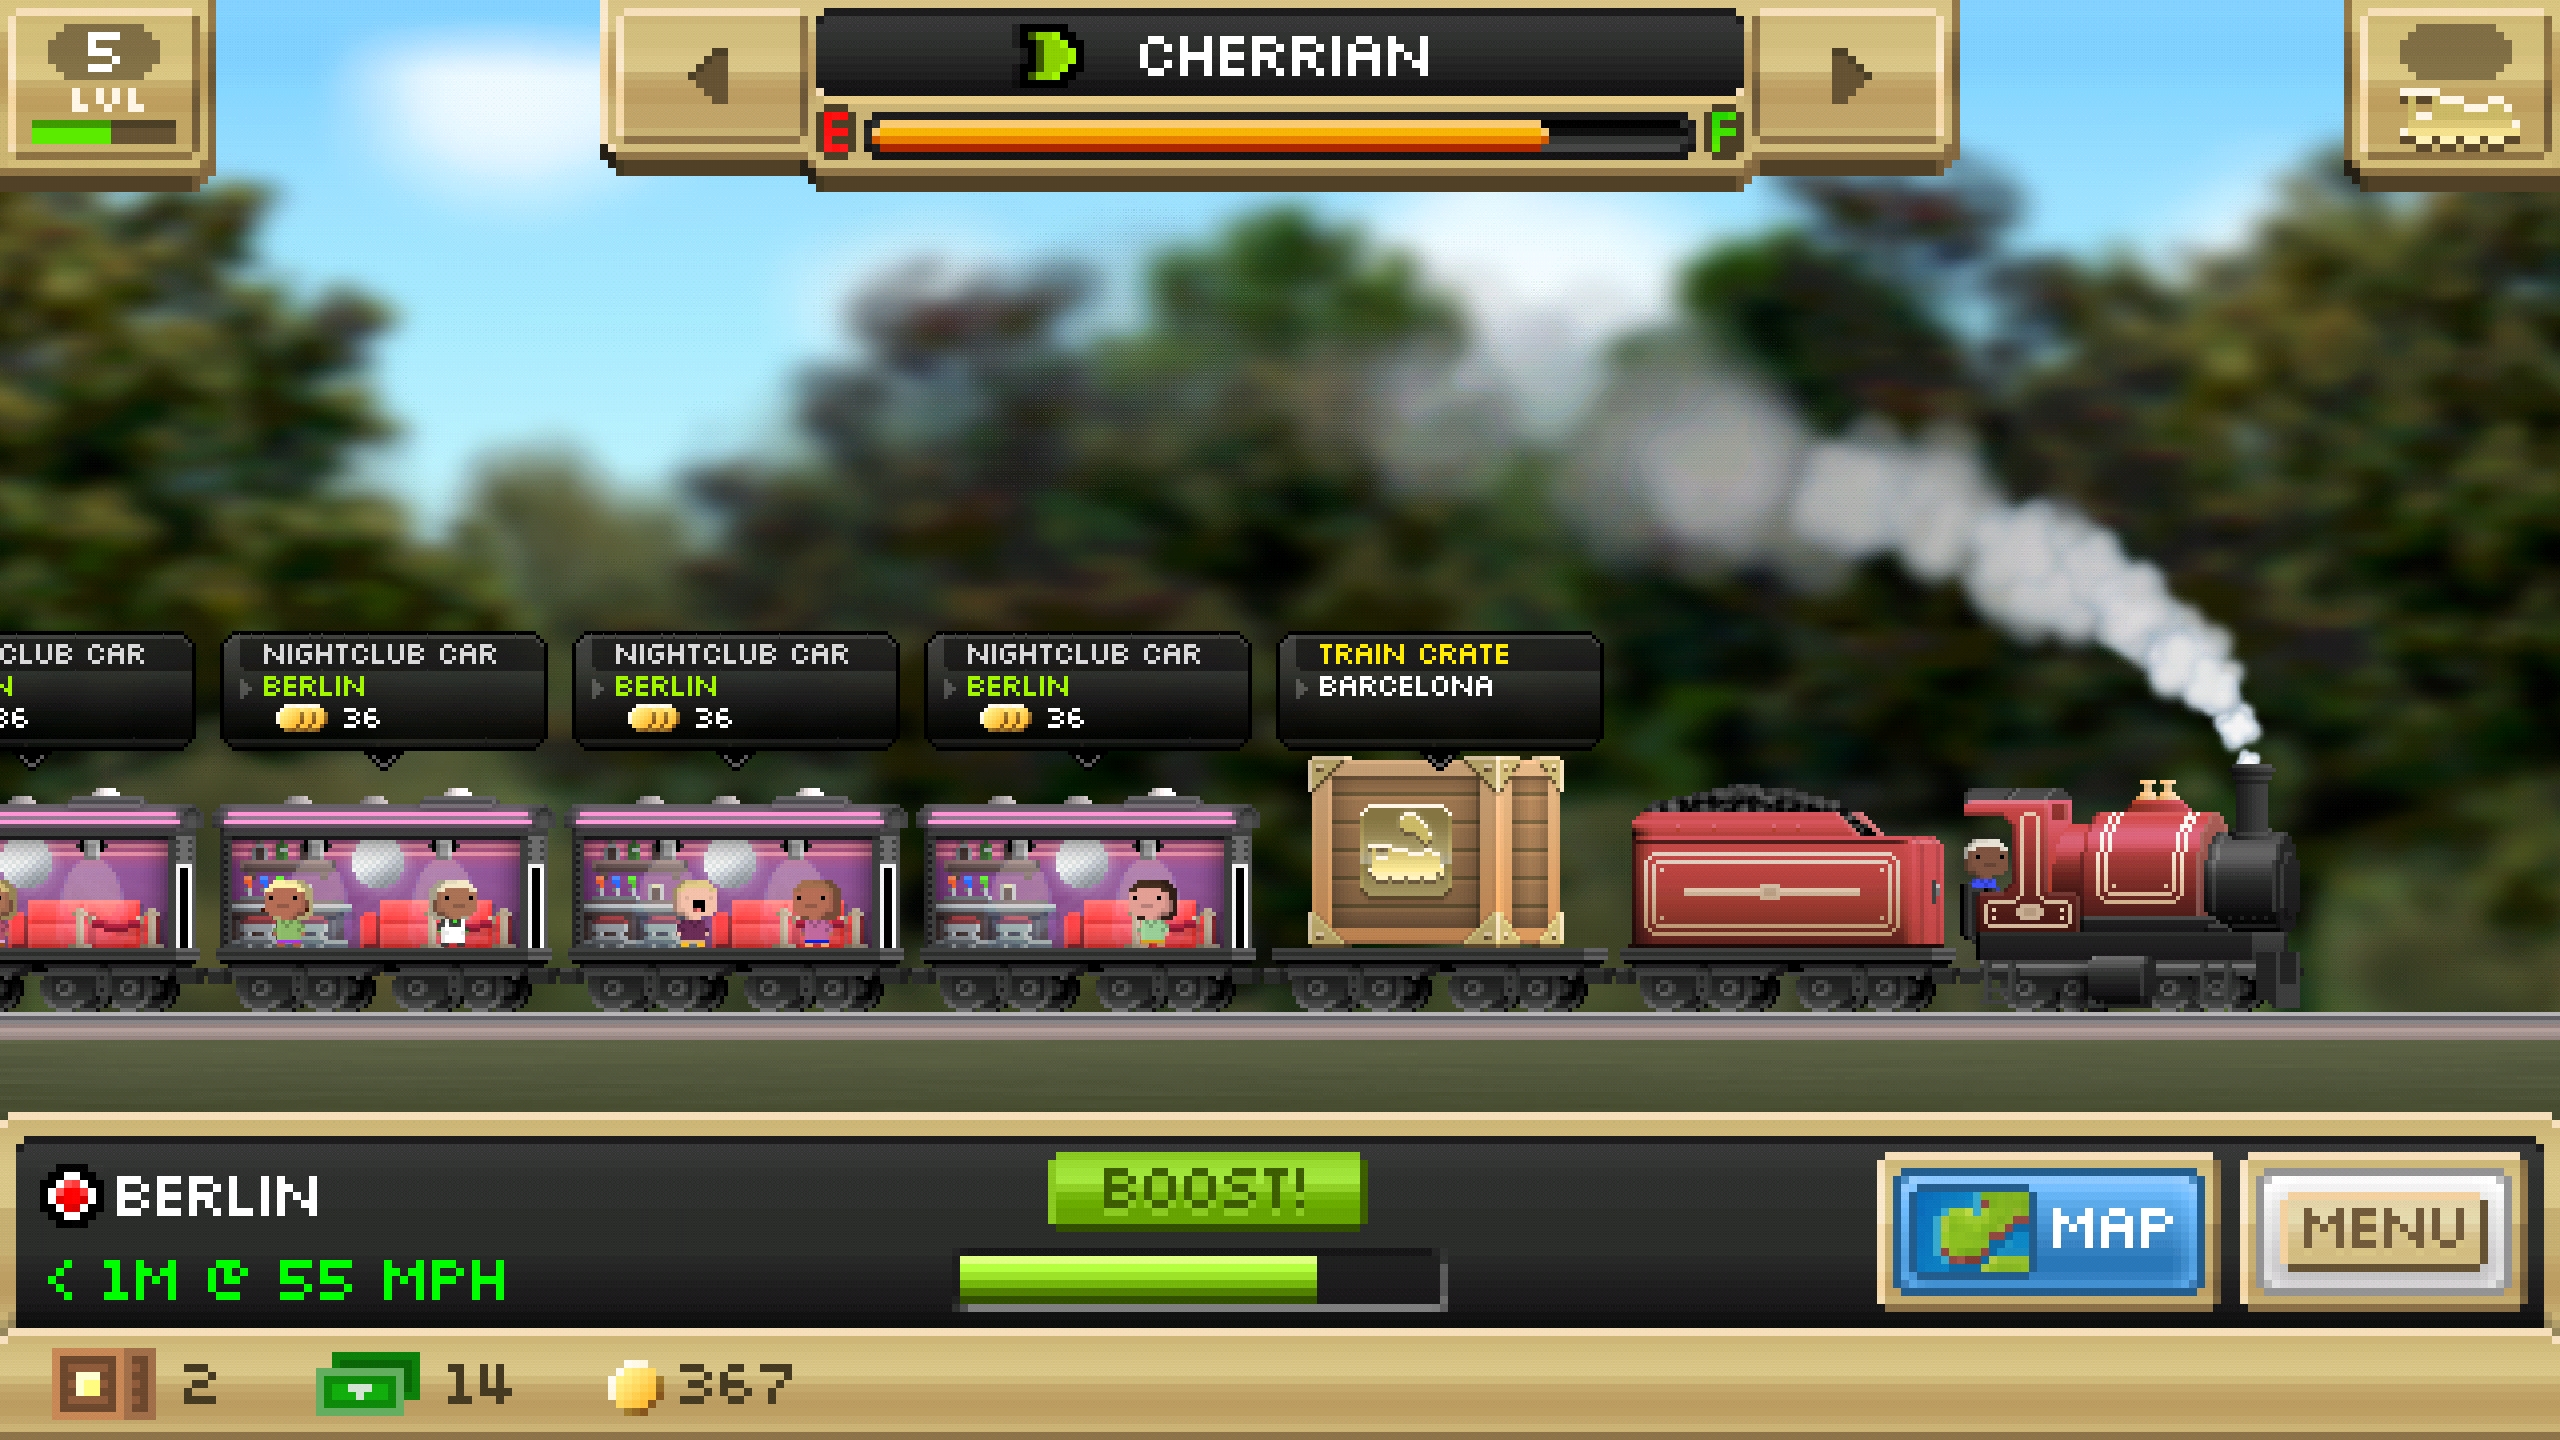 5
LVL
CHERRIAN
E F
CLUB CAR
N
36
NIGHTCLUB CAR
BERLIN
36
NIGHTCLUB CAR
BERLIN
36
NIGHTCLUB CAR
BERLIN
36
TRAIN CRATE
BARCELONA
BERLIN
< 1M @ 55 MPH
BOOST!
MAP
MENU
2
14
367